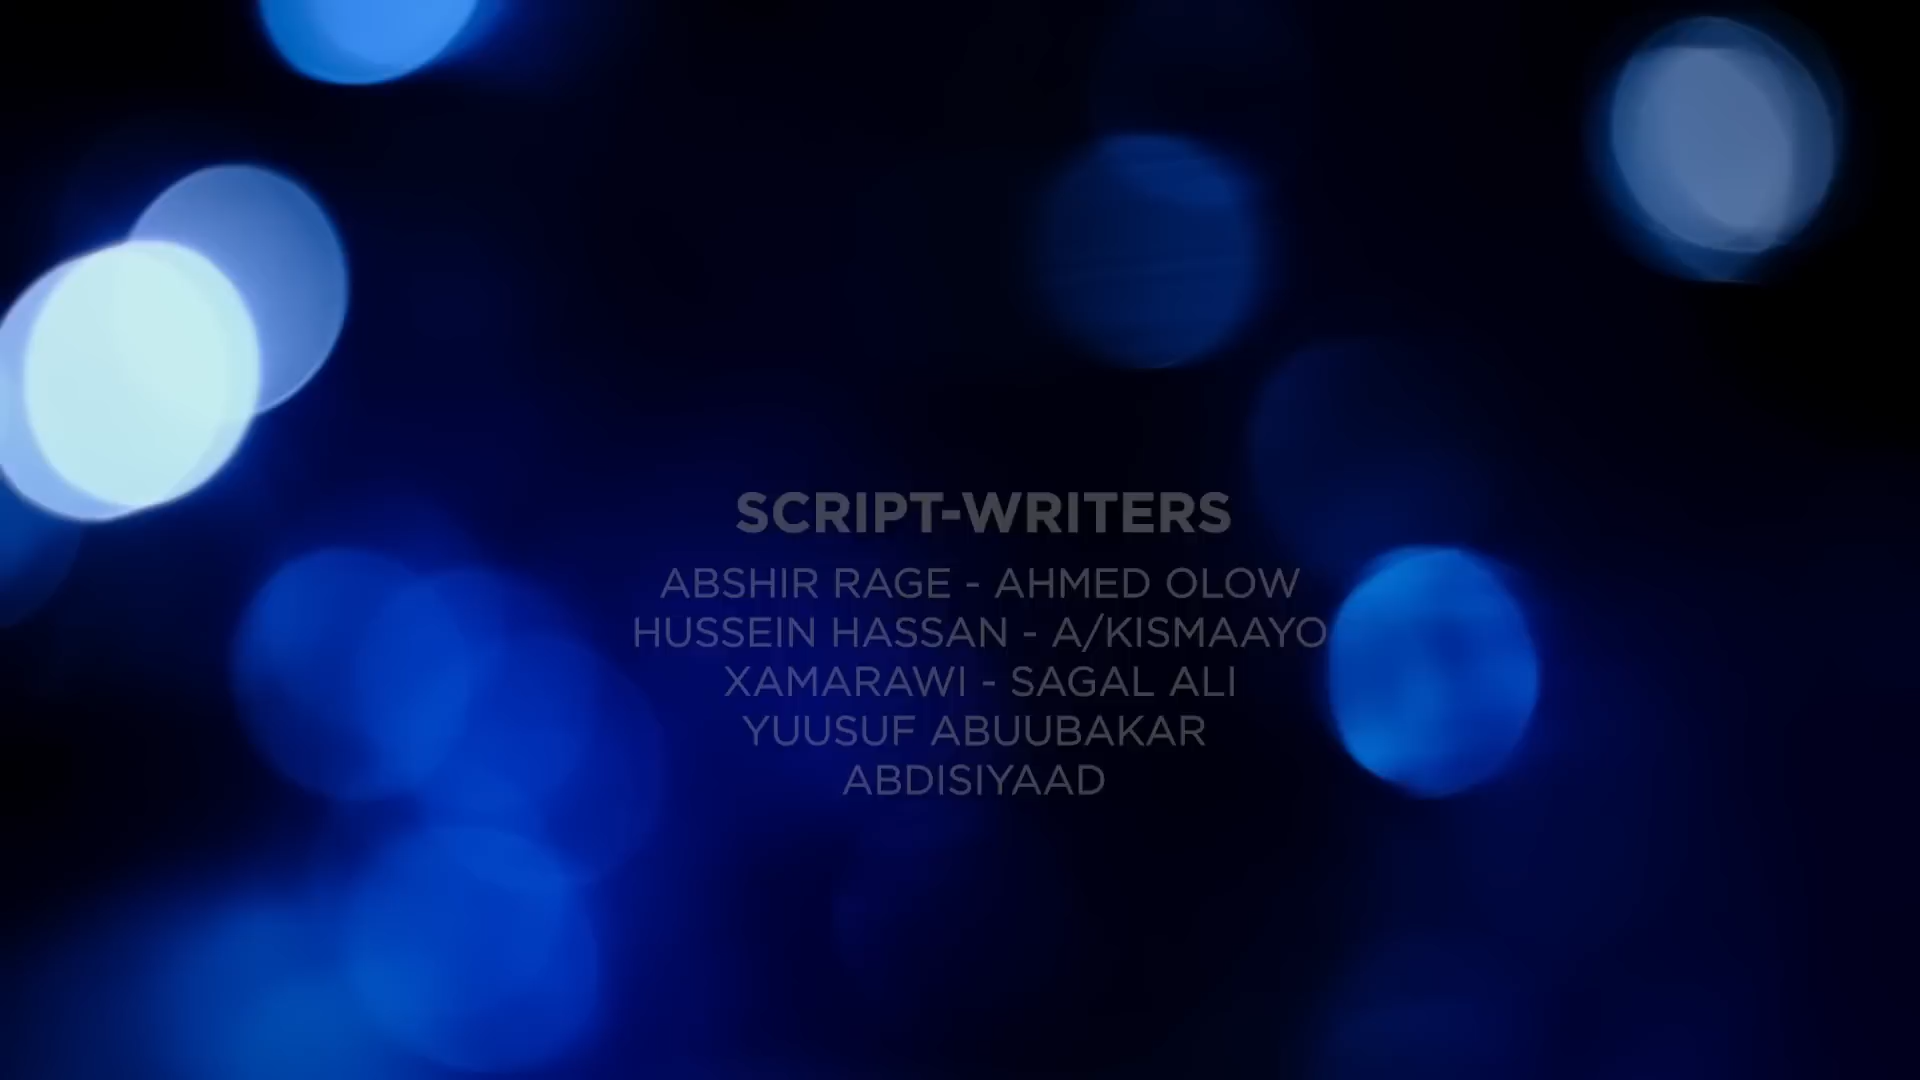 SCRIPT-WRITERS
ABSHIR RAGE - AHMED OLOW
HUSSEIN HASSAN - A/KISMAAYO
XAMARAWI - SAGAL ALI
YUUSUF ABUUBAKAR
ABDISIYAAD